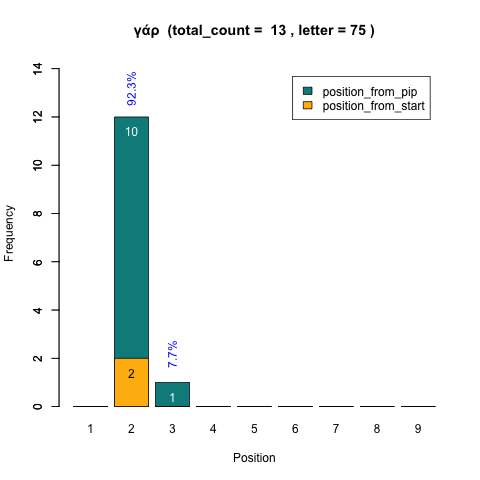 γάρ (total_count = 13 , letter = 75 )
position_from_pip
position_from_start
Frequency
14
12
10
8
6
4
2
0
92.3%
10
2
7.7%
1
1 2 3 4 5 6 7 8 9
Position